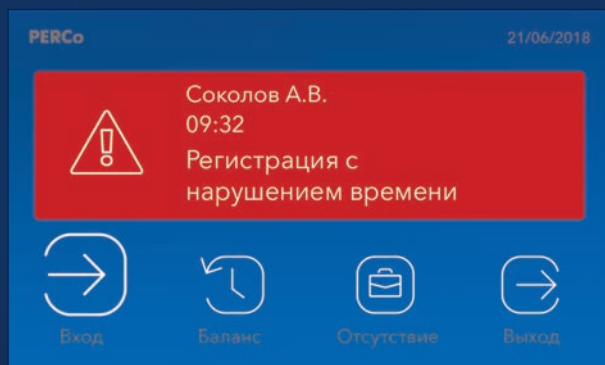 PERCo
21/06/2018
Соколов А.В.
09:32
Регистрация с
нарушением времени
Вход
Баланс
Отсутствие
Выход